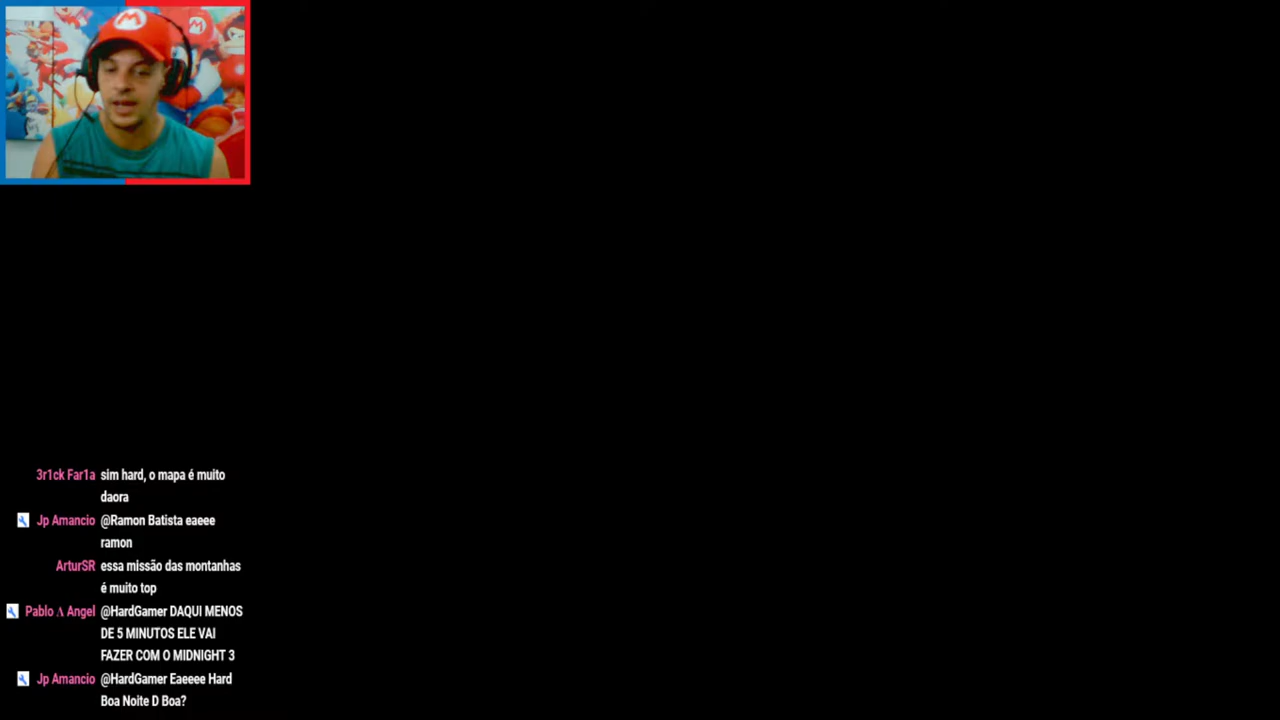 M
3r1ck Far1a sim hard, o mapa é muito
daora
Jp Amancio @Ramon Batista eaeee
ramon
ArturSR essa missão das montanhas
é muito top
Pablo Λ Angel @HardGamer DAQUI MENOS
DE 5 MINUTOS ELE VAI
FAZER COM O MIDNIGHT 3
Jp Amancio @HardGamer Eaeeee Hard
Boa Noite D Boa?